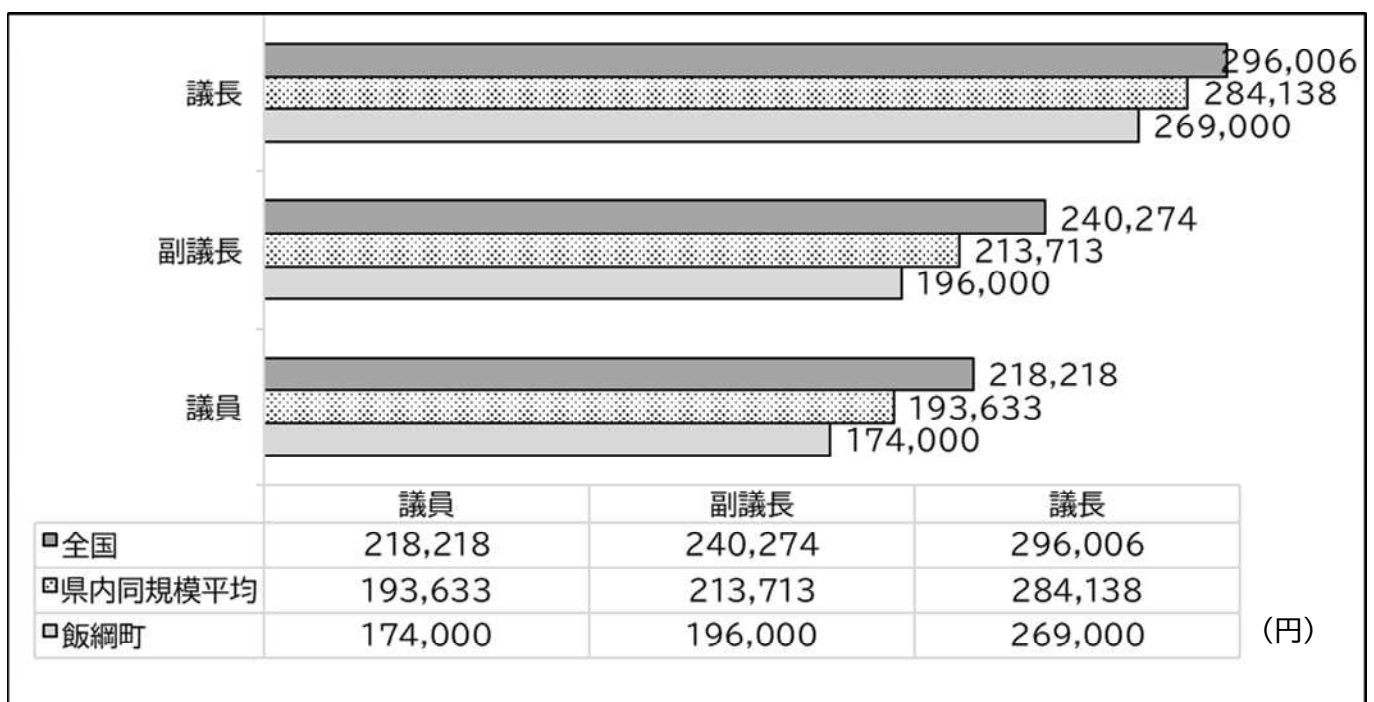 議長
296,006
284,138
269,000
副議長
240,274
213,713
196,000
議員
218,218
193,633
174,000
議員 副議長 議長
全国 218,218 240,274 296,006
県内同規模平均 193,633 213,713 284,138
飯綱町 174,000 196,000 269,000 (円)